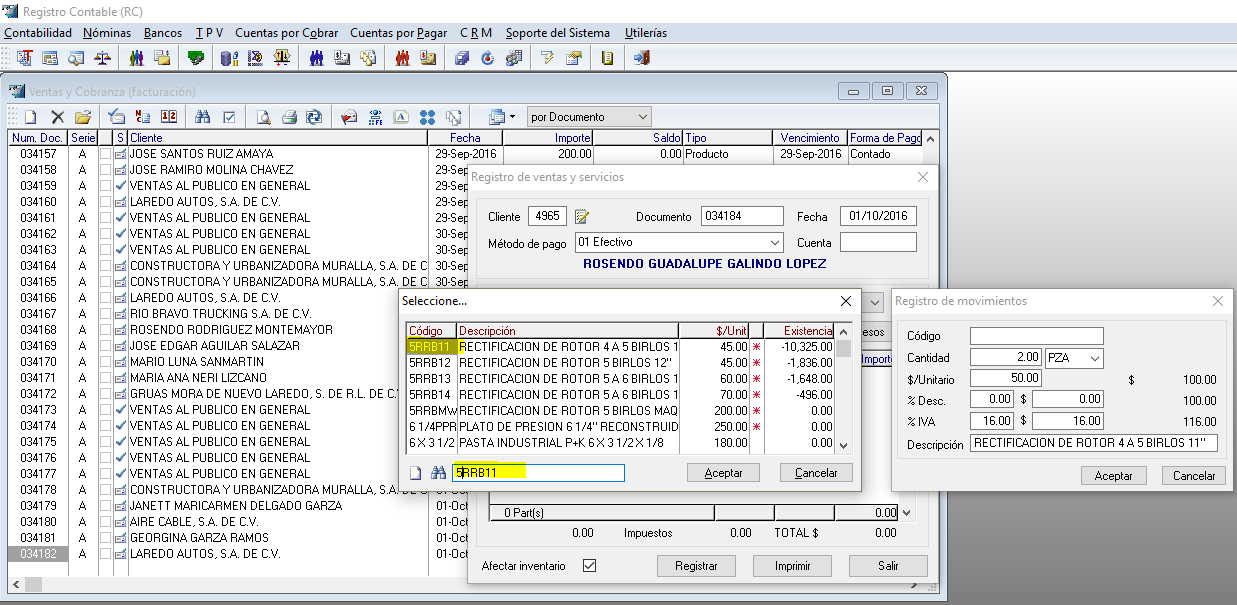 Registro Contable (RC)
Contabilidad Nóminas Bancos T P V Cuentas por Cobrar Cuentas por Pagar C R M Soporte del Sistema Utilerías
Ventas y Cobranza (facturación)
por Documento
Num. Doc. Serie S Cliente Fecha Importe Saldo Tipo Vencimiento Forma de Pago
034157 A JOSE SANTOS RUIZ AMAYA 29-Sep-2016 200.00 0.00 Producto 29-Sep-2016 Contado
034158 A JOSE RAMIRO MOLINA CHAVEZ 29-Sep
034159 A VENTAS AL PUBLICO EN GENERAL 29-Sep
034160 A LAREDO AUTOS, S.A. DE C.V. 29-Sep
034161 A VENTAS AL PUBLICO EN GENERAL 29-Sep
034162 A VENTAS AL PUBLICO EN GENERAL 30-Sep
034163 A VENTAS AL PUBLICO EN GENERAL 30-Sep
034164 A CONSTRUCTORA Y URBANIZADORA MURALLA, S.A. DE C 30-Sep
034165 A CONSTRUCTORA Y URBANIZADORA MURALLA, S.A. DE C 30-Sep
034166 A LAREDO AUTOS, S.A. DE C.V.
034167 A RIO BRAVO TRUCKING S.A. DE C.V.
034168 A ROSENDO RODRIGUEZ MONTEMAYOR
034169 A JOSE EDGAR AGUILAR SALAZAR
034170 A MARIO LUNA SANMARTIN
034171 A MARIA ANA NERI LIZCANO
034172 A GRUAS MORA DE NUEVO LAREDO, S. DE R.L. DE C.
034173 A VENTAS AL PUBLICO EN GENERAL
034174 A VENTAS AL PUBLICO EN GENERAL
034175 A VENTAS AL PUBLICO EN GENERAL
034176 A VENTAS AL PUBLICO EN GENERAL
034177 A VENTAS AL PUBLICO EN GENERAL
034178 A CONSTRUCTORA Y URBANIZADORA MURALLA, S.A.
034179 A JANETT MARICARMEN DELGADO GARZA 01-Oct
034180 A AIRE CABLE, S.A. DE C.V. 01-Oct
034181 A GEORGINA GARZA RAMOS 01-Oct
034182 A LAREDO AUTOS, S.A. DE C.V. 01-Oct
Registro de ventas y servicios
Cliente 4965 Documento 034184 Fecha 01/10/2016
Método de pago 01 Efectivo Cuenta
ROSENDO GUADALUPE GALINDO LOPEZ
esos
Import
0 Part(s) 0.00
0.00 Impuestos 0.00 TOTAL $ 0.00
Afectar inventario Registrar Imprimir Salir
Seleccione...
Código Descripción $/Unit Existencia
5RRB11 RECTIFICACION DE ROTOR 4 A 5 BIRLOS 1 45.00 * -10,325.00
5RRB12 RECTIFICACION DE ROTOR 5 BIRLOS 12" 45.00 * -1,836.00
5RRB13 RECTIFICACION DE ROTOR 5 A 6 BIRLOS 1 60.00 * -1,648.00
5RRB14 RECTIFICACION DE ROTOR 5 A 6 BIRLOS 1 70.00 * -496.00
5RRBMW RECTIFICACION DE ROTOR 5 BIRLOS MAQ 200.00 * 0.00
6 1/4PPR PLATO DE PRESION 6 1/4" RECONSTRUID 250.00 * 0.00
6 X 3 1/2 PASTA INDUSTRIAL P+K 6 X 3 1/2 X 1/8 180.00 0.00
5RRB11 Aceptar Cancelar
Registro de movimientos
Código
Cantidad 2.00 PZA
$/Unitario 50.00 $ 100.00
% Desc. 0.00 $ 0.00 100.00
% IVA 16.00 $ 16.00 116.00
Descripción RECTIFICACION DE ROTOR 4 A 5 BIRLOS 11"
Aceptar Cancelar